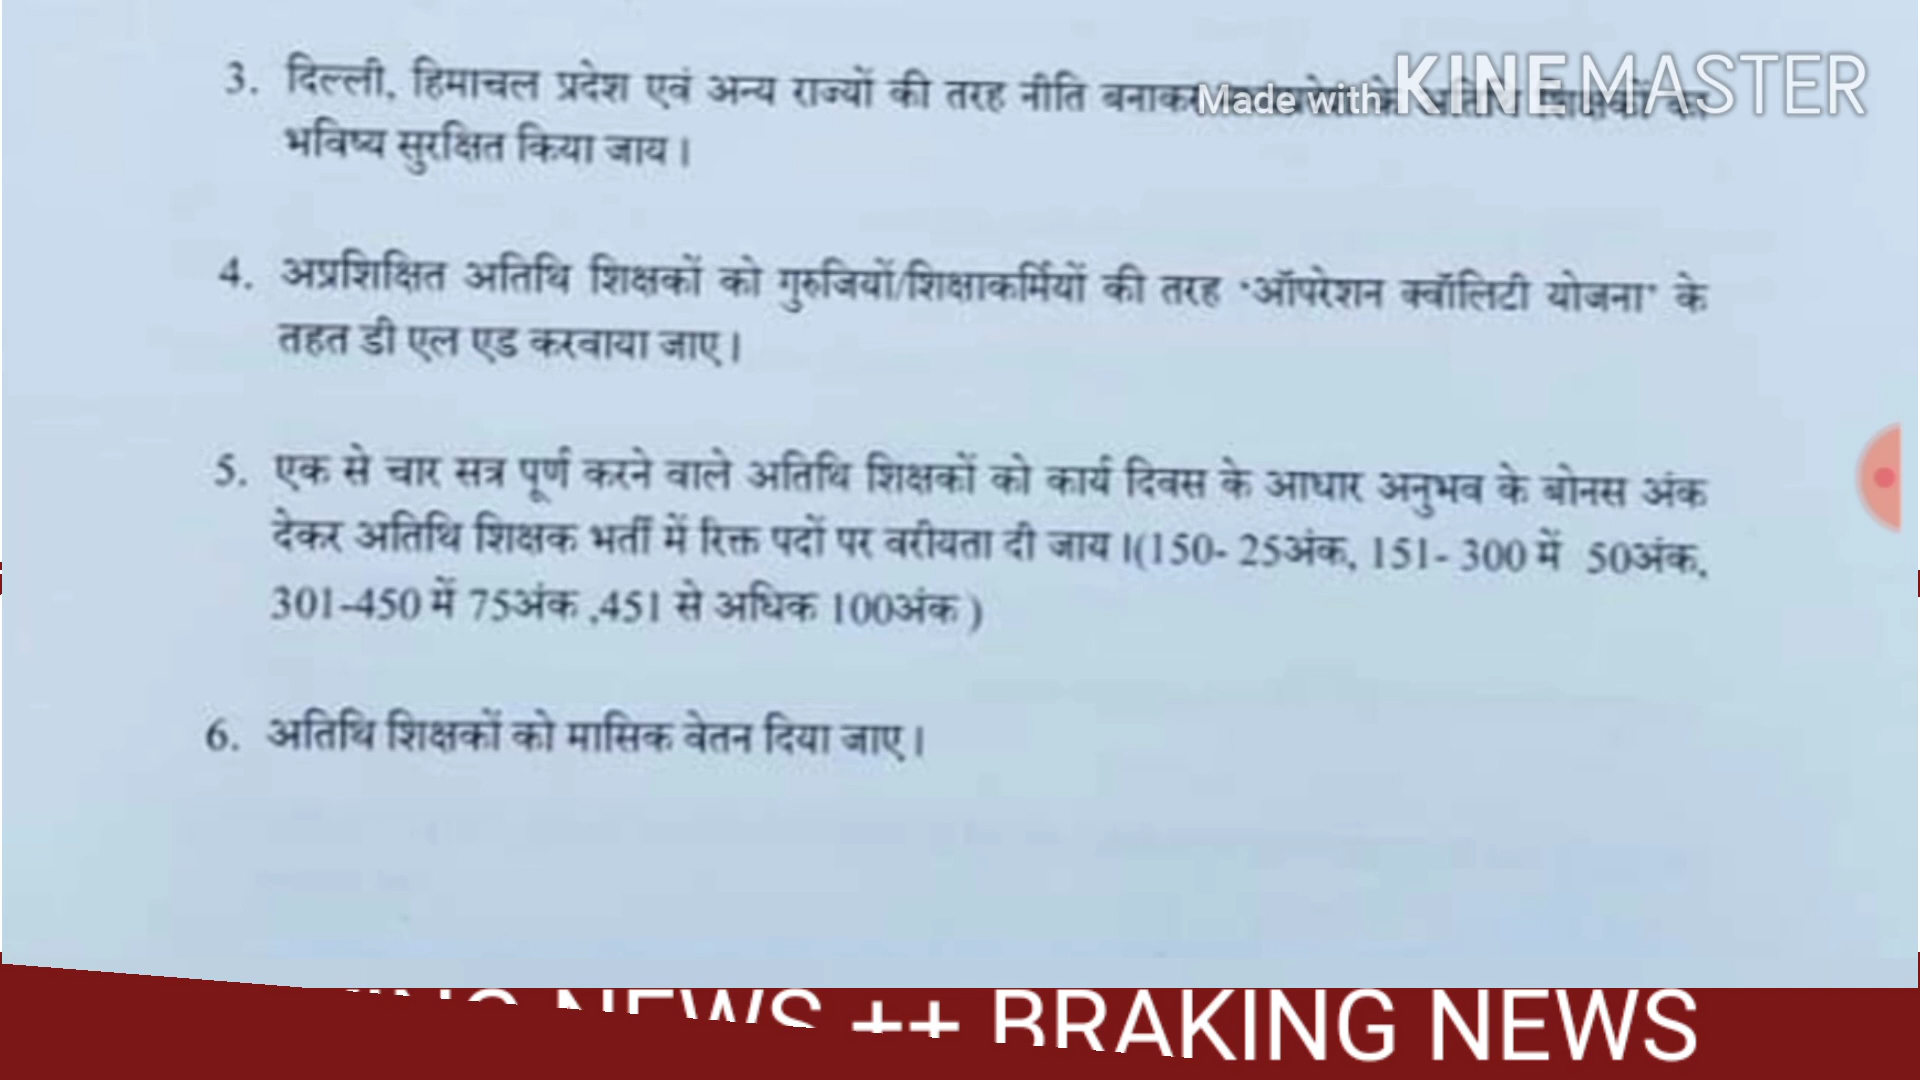 3. दिल्ली, हिमाचल प्रदेश एवं अन्य राज्यों की तरह नीति बनाकर
Made with KINEMASTER
भविष्य सुरक्षित किया जाय।
4. अप्रशिक्षित अतिथि शिक्षकों को गुरुजियों/शिक्षाकर्मियों की तरह 'ऑपरेशन क्वॉलिटी योजना' के
तहत डी एल एड करवाया जाए।
5. एक से चार सत्र पूर्ण करने वाले अतिथि शिक्षकों को कार्य दिवस के आधार अनुभव के बोनस अंक
देकर अतिथि शिक्षक भर्ती में रिक्त पदों पर वरीयता दी जाय।(150- 25अंक, 151- 300 में 50अंक,
301-450 में 75अंक ,451 से अधिक 100अंक )
6. अतिथि शिक्षकों को मासिक वेतन दिया जाए।
NEWS ++ BRAKING NEWS